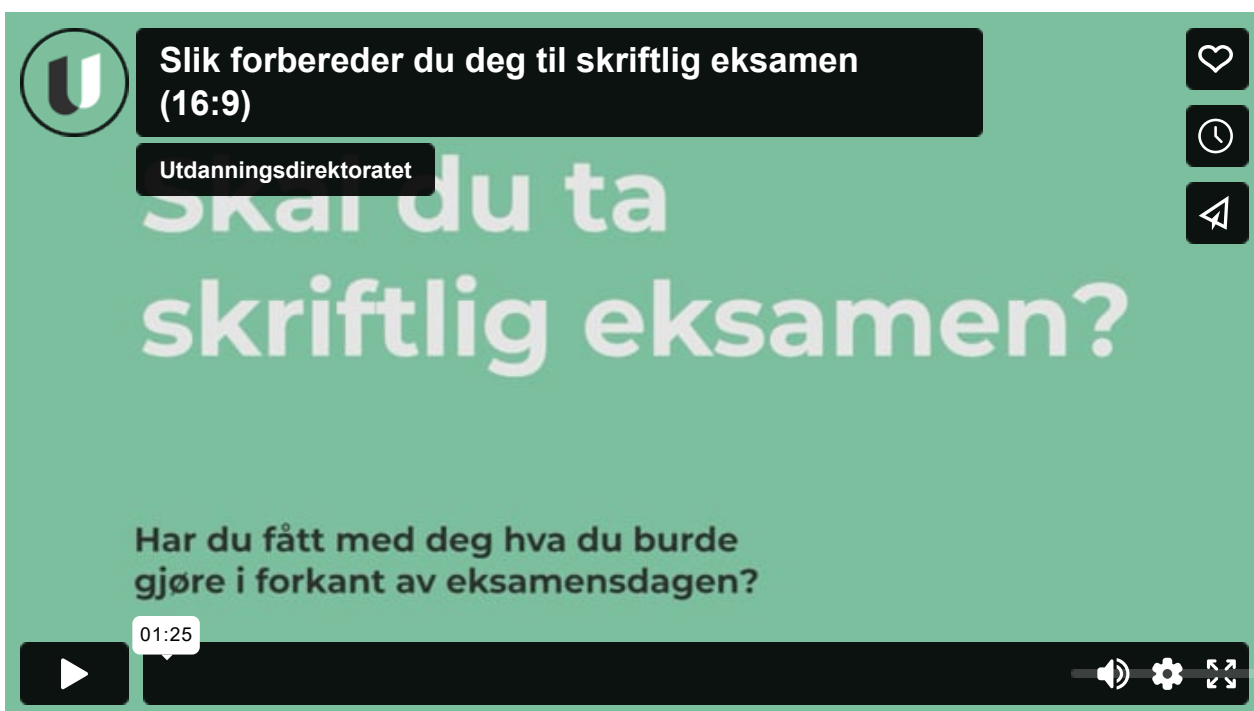 Slik forbereder du deg til skriftlig eksamen
(16:9)
Utdanningsdirektoratet
Skal du ta
skriftlig eksamen?
Har du fått med deg hva du burde
gjøre i forkant av eksamensdagen?
01:25